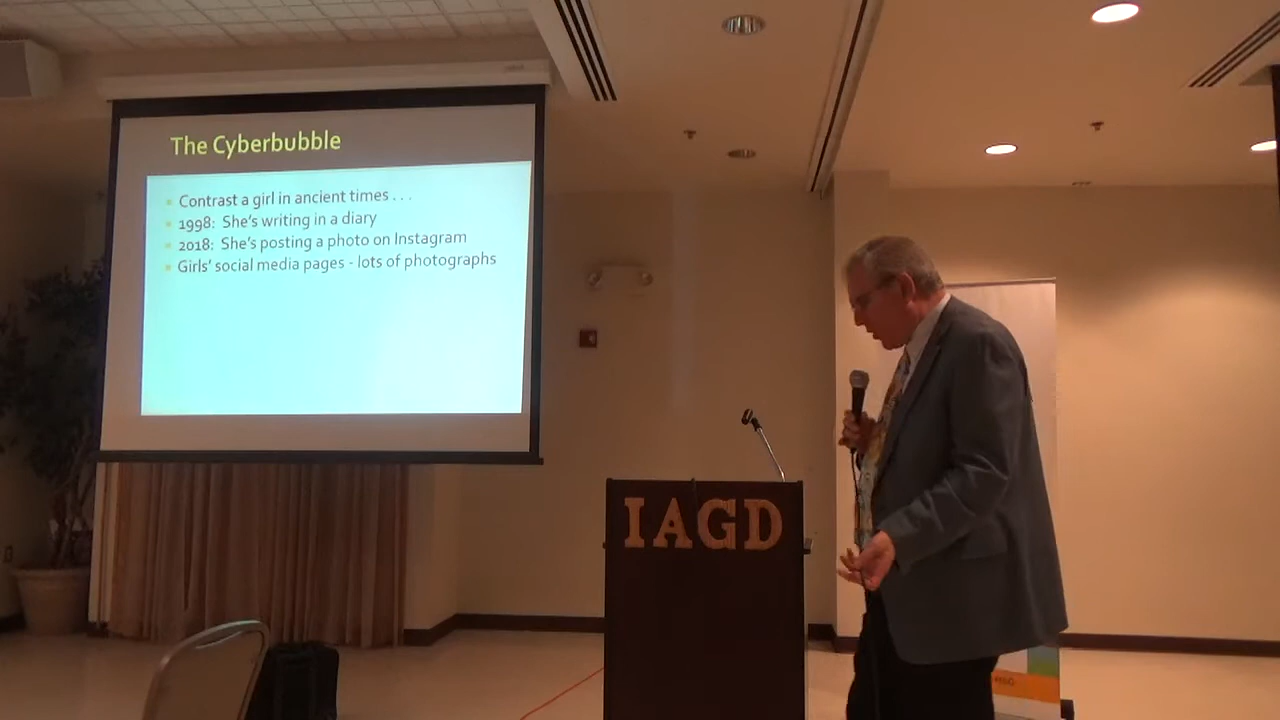 The Cyberbubble
Contrast a girl in ancient times . . .
1998: She's writing in a diary
2018: She's posting a photo on Instagram
Girls' social media pages - lots of photographs
IAGD